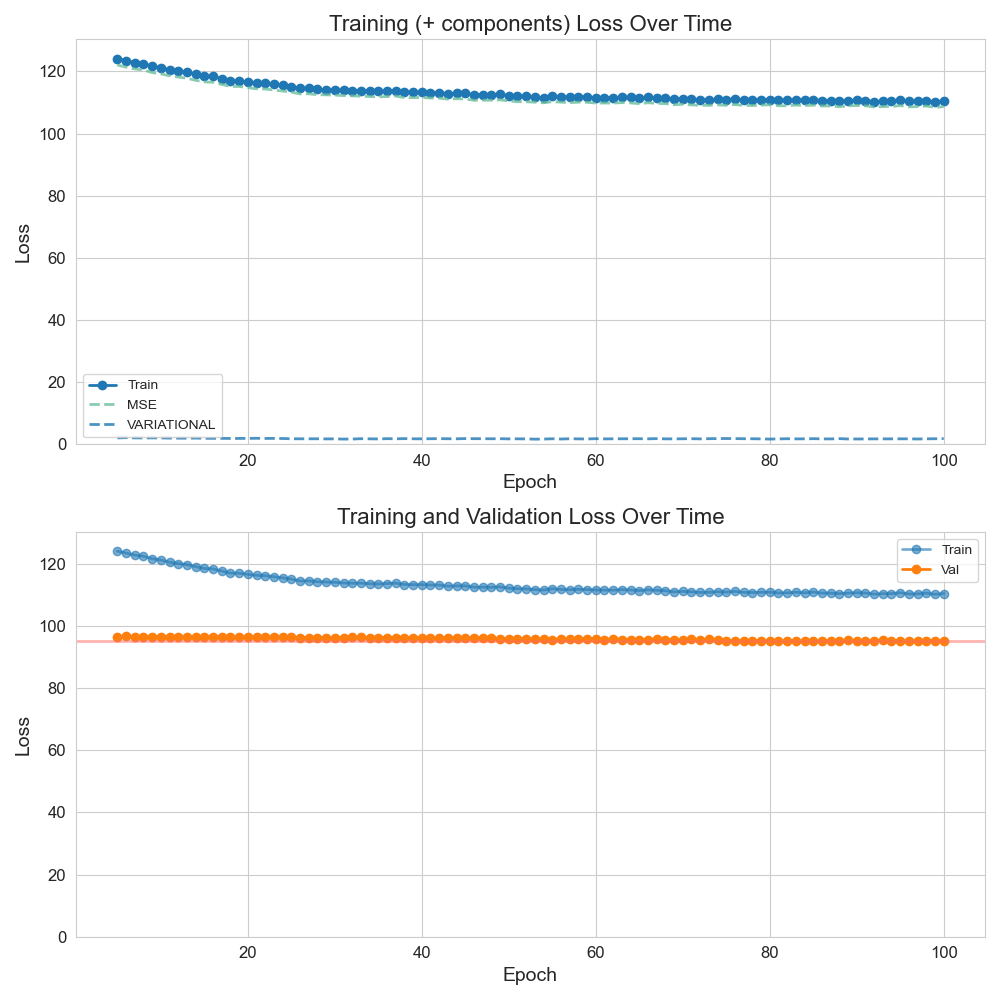 Training (+ components) Loss Over Time
Loss
120
100
80
60
40
20
0
Train
MSE
VARIATIONAL
20 40 60 80 100
Epoch
Training and Validation Loss Over Time
Loss
120
100
80
60
40
20
0
Train
Val
20 40 60 80 100
Epoch